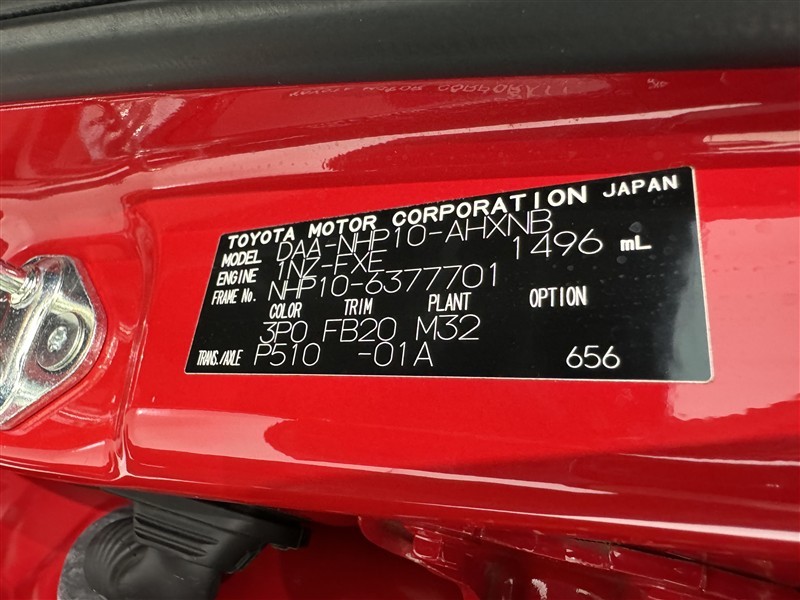 TOYOTA MOTOR CORPORATION JAPAN
MODEL DAA-NHP10-AHXNB
ENGINE 1NZ-FXE 1496 mL
FRAME No. NHP10-6377701
COLOR TRIM PLANT OPTION
3P0 FB20 M32
TRANS./AXLE P510 -01A 656